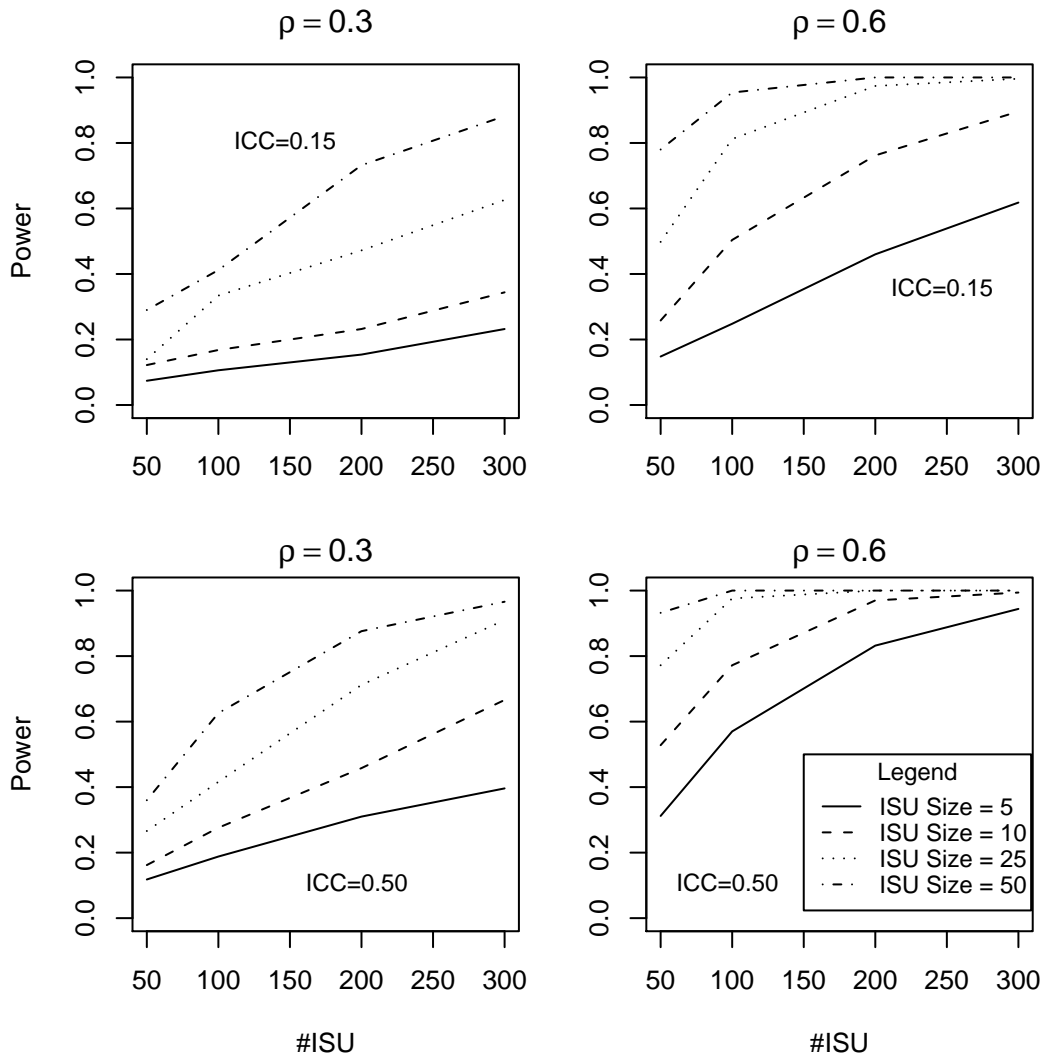 ρ = 0.3
Power
0.0 0.2 0.4 0.6 0.8 1.0
ICC=0.15
50 100 150 200 250 300
ρ = 0.6
0.0 0.2 0.4 0.6 0.8 1.0
ICC=0.15
50 100 150 200 250 300
ρ = 0.3
Power
0.0 0.2 0.4 0.6 0.8 1.0
ICC=0.50
50 100 150 200 250 300
#ISU
ρ = 0.6
0.0 0.2 0.4 0.6 0.8 1.0
ICC=0.50
Legend
ISU Size = 5
ISU Size = 10
ISU Size = 25
ISU Size = 50
50 100 150 200 250 300
#ISU